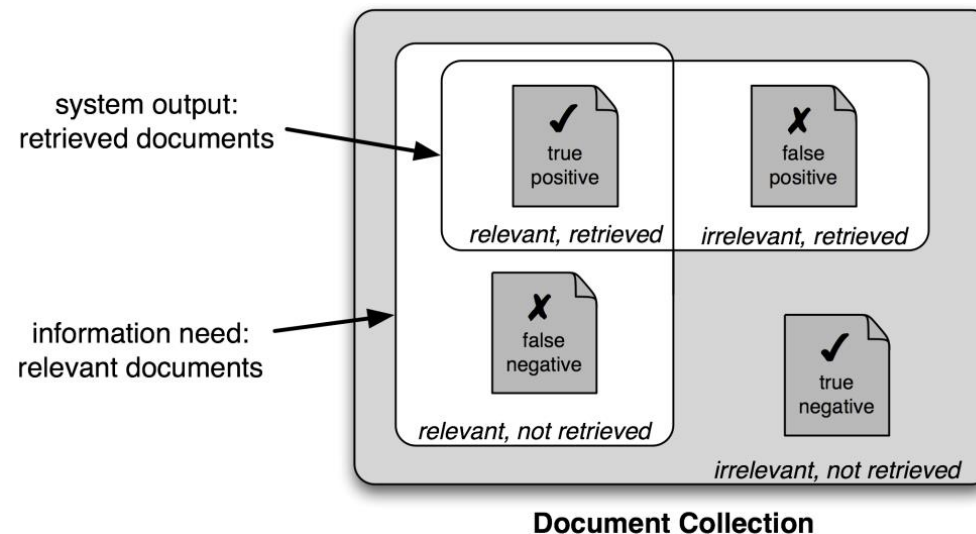 system output:
retrieved documents
✓
true
positive
✗
false
positive
relevant, retrieved
irrelevant, retrieved
information need:
relevant documents
✗
false
negative
✓
true
negative
relevant, not retrieved
irrelevant, not retrieved
Document Collection